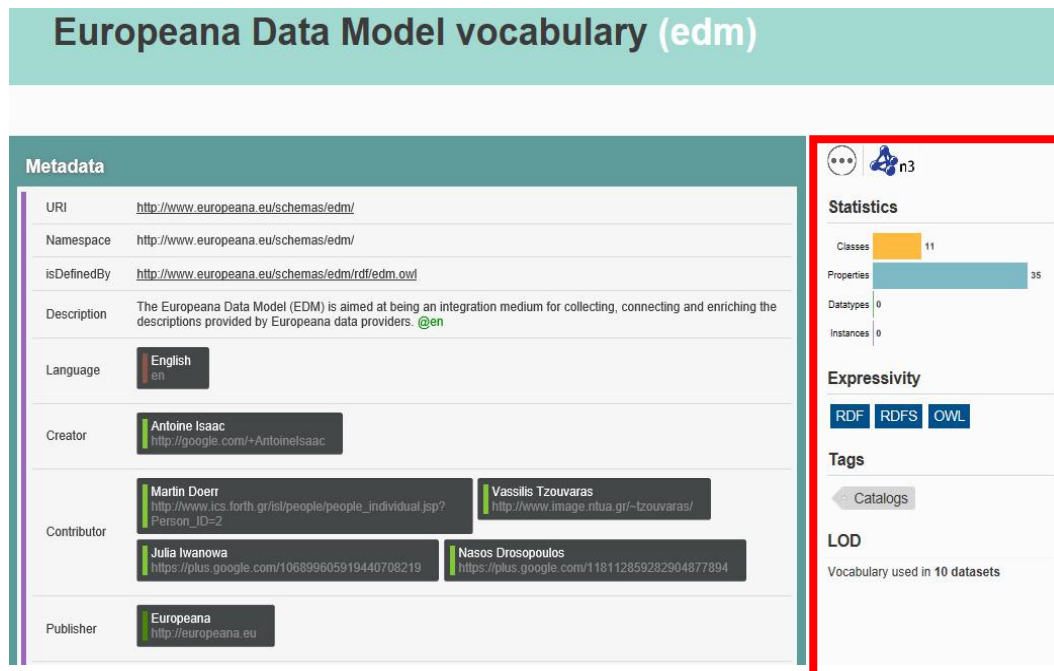 Europeana Data Model vocabulary (edm)
Metadata
URI http://www.europeana.eu/schemas/edm/
Namespace http://www.europeana.eu/schemas/edm/
isDefinedBy http://www.europeana.eu/schemas/edm/rdf/edm.owl
Description The Europeana Data Model (EDM) is aimed at being an integration medium for collecting, connecting and enriching the
descriptions provided by Europeana data providers. @en
Language English
en
Creator Antoine Isaac
http://google.com/+AntoineIsaac
Contributor Martin Doerr
http://www.ics.forth.gr/isl/people/people_individual.jsp?
Person_ID=2
Vassilis Tzouvaras
http://www.image.ntua.gr/~tzouvaras/
Julia Iwanowa
https://plus.google.com/106899605919440708219
Nasos Drosopoulos
https://plus.google.com/118112859282904877894
Publisher Europeana
http://europeana.eu
n3
Statistics
Classes 11
Properties 35
Datatypes 0
Instances 0
Expressivity
RDF RDFS OWL
Tags
Catalogs
LOD
Vocabulary used in 10 datasets